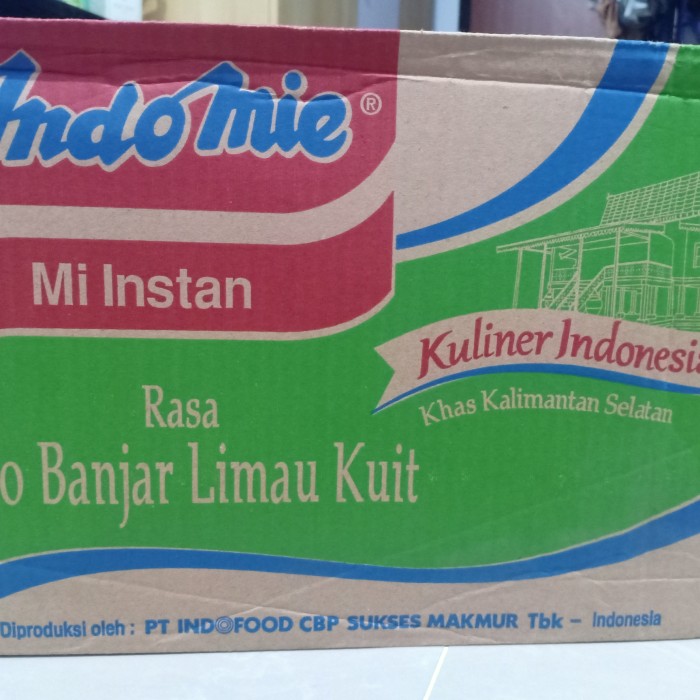 Indomie ®
Mi Instan
Kuliner Indonesia
Khas Kalimantan Selatan
Rasa
o Banjar Limau Kuit
Diproduksi oleh : PT INDOFOOD CBP SUKSES MAKMUR Tbk – Indonesia